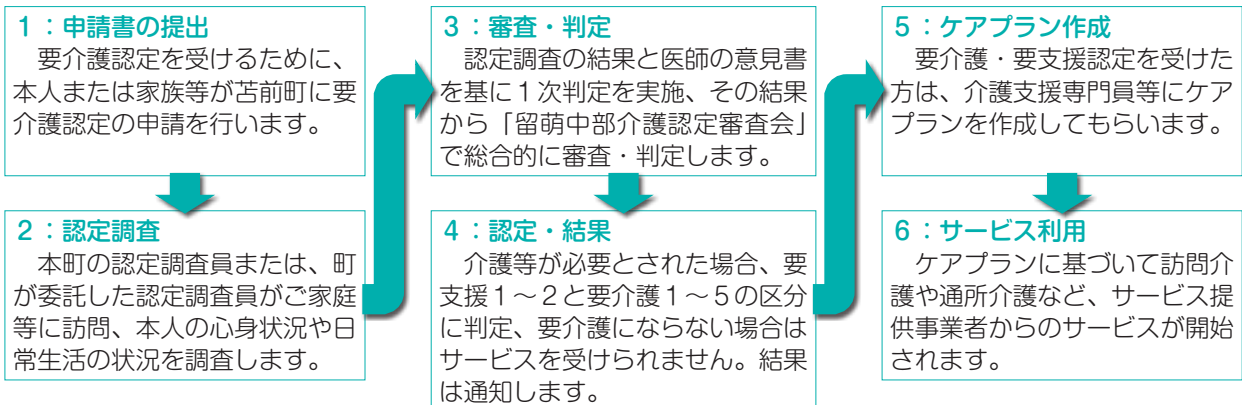 1：申請書の提出
　要介護認定を受けるために、
本人または家族等が苫前町に要
介護認定の申請を行います。
2：認定調査
　本町の認定調査員または、町
が委託した認定調査員がご家庭
等に訪問、本人の心身状況や日
常生活の状況を調査します。
3：審査・判定
　認定調査の結果と医師の意見書
を基に１次判定を実施、その結果
から「留萌中部介護認定審査会」
で総合的に審査・判定します。
4：認定・結果
　介護等が必要とされた場合、要
支援１～２と要介護１～５の区分
に判定、要介護にならない場合は
サービスを受けられません。結果
は通知します。
5：ケアプラン作成
　要介護・要支援認定を受けた
方は、介護支援専門員等にケア
プランを作成してもらいます。
6：サービス利用
　ケアプランに基づいて訪問介
護や通所介護など、サービス提
供事業者からのサービスが開始
されます。